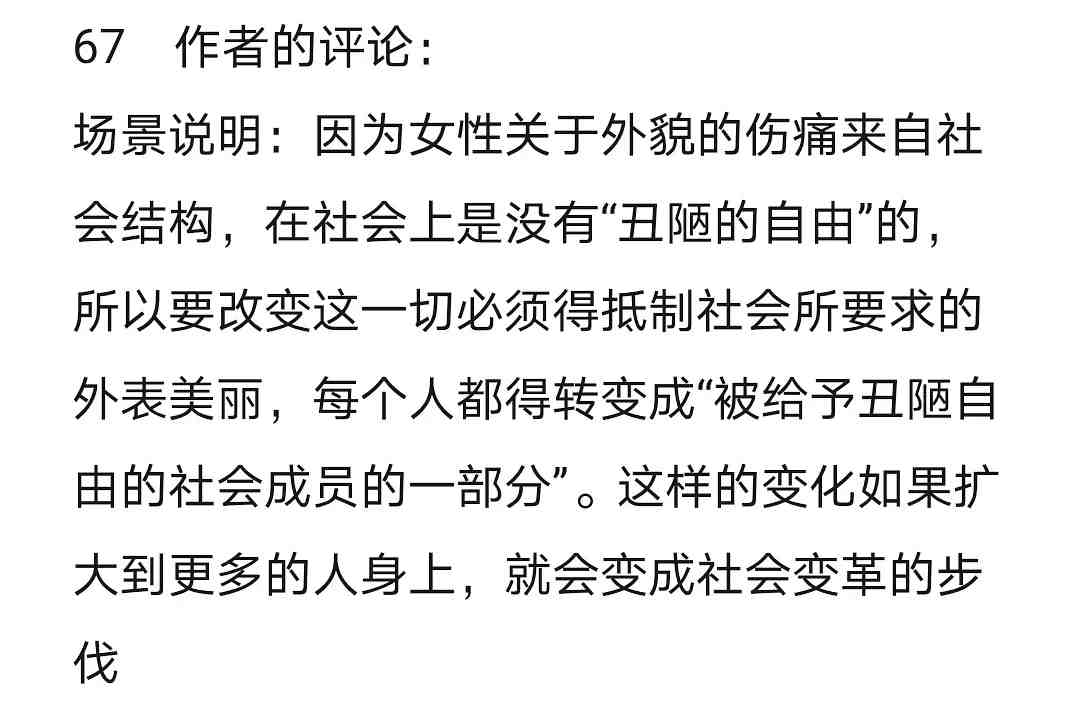 67 作者的评论：
场景说明：因为女性关于外貌的伤痛来自社
会结构，在社会上是没有“丑陋的自由”的，
所以要改变这一切必须得抵制社会所要求的
外表美丽，每个人都得转变成“被给予丑陋自
由的社会成员的一部分”。这样的变化如果扩
大到更多的人身上，就会变成社会变革的步
伐